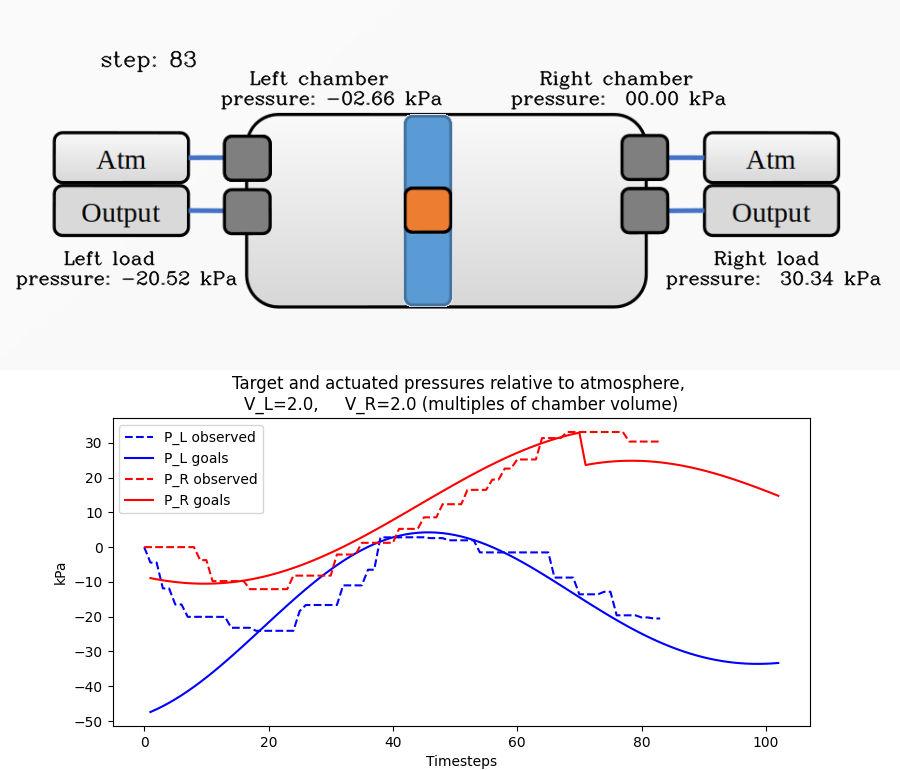 step: 83
Left chamber
pressure: −02.66 kPa
Right chamber
pressure: 00.00 kPa
Atm
Output
Atm
Output
Left load
pressure: −20.52 kPa
Right load
pressure: 30.34 kPa
Target and actuated pressures relative to atmosphere,
V_L=2.0, V_R=2.0 (multiples of chamber volume)
P_L observed
P_L goals
P_R observed
P_R goals
kPa
30
20
10
0
−10
−20
−30
−40
−50
0 20 40 60 80 100
Timesteps